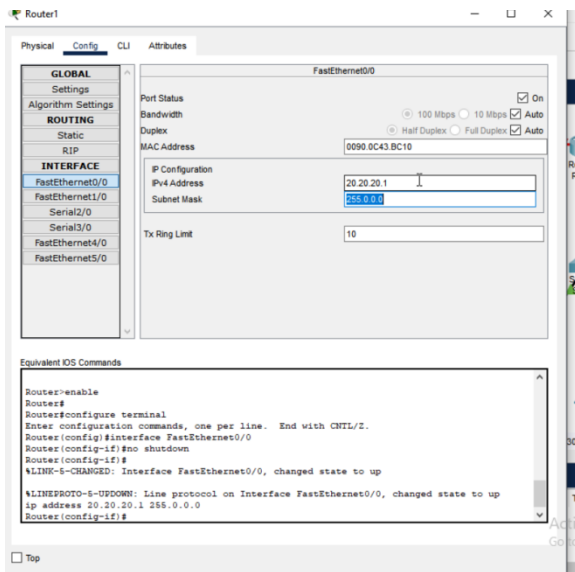 Router1
Physical Config CLI Attributes
GLOBAL
Settings
Algorithm Settings
ROUTING
Static
RIP
INTERFACE
FastEthernet0/0
FastEthernet1/0
Serial2/0
Serial3/0
FastEthernet4/0
FastEthernet5/0
FastEthernet0/0
Port Status On
Bandwidth 100 Mbps 10 Mbps Auto
Duplex Half Duplex Full Duplex Auto
MAC Address 0090.0C43.BC10
IP Configuration
IPv4 Address 20.20.20.1
Subnet Mask 255.0.0.0
Tx Ring Limit 10
Equivalent IOS Commands
Router>enable
Router#
Router#configure terminal
Enter configuration commands, one per line. End with CNTL/Z.
Router(config)#interface FastEthernet0/0
Router(config-if)#no shutdown
Router(config-if)#
%LINK-5-CHANGED: Interface FastEthernet0/0, changed state to up
%LINEPROTO-5-UPDOWN: Line protocol on Interface FastEthernet0/0, changed state to up
ip address 20.20.20.1 255.0.0.0
Router(config-if)#
Top